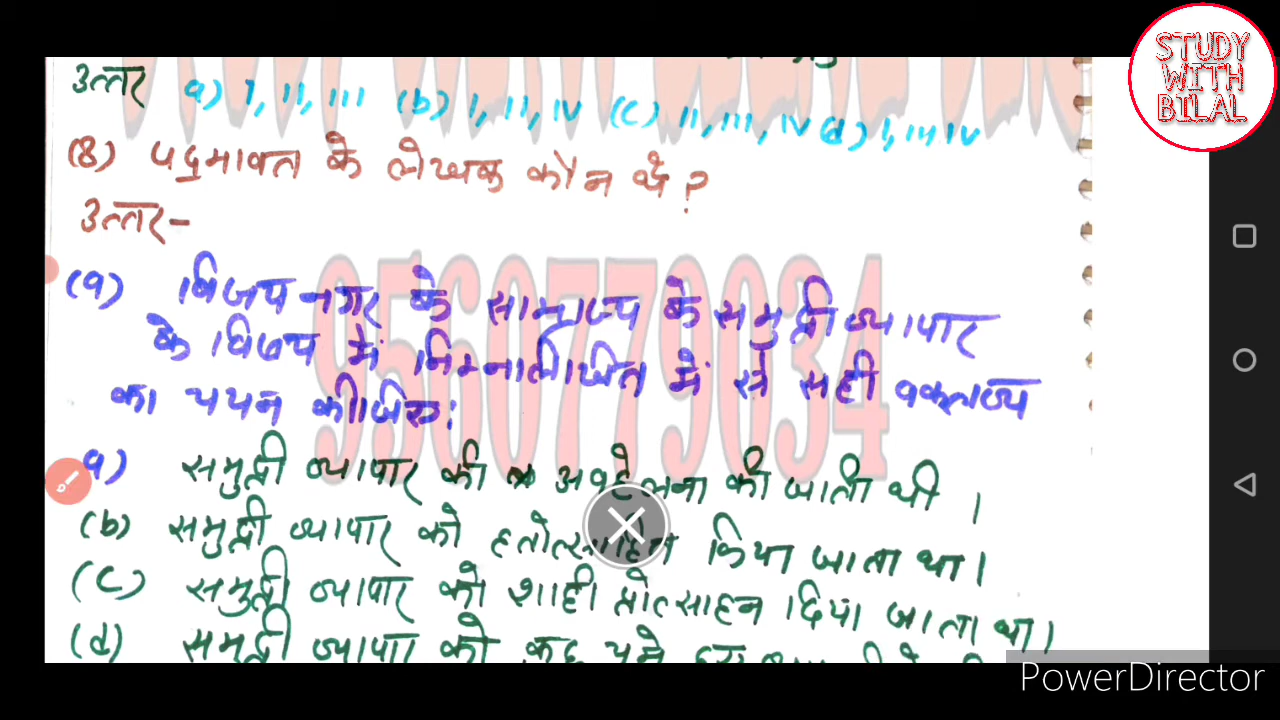 STUDY
WITH
BILAL
उत्तर a) I, II, III (b) I, II, IV (c) II, III, IV (d) I, III IV
(8) पद्मावत के लेखक कौन थे?
उत्तर-
(9) विजयनगर के साम्राज्य के समुद्री व्यापार
के विषय में निम्नलिखित में से सही वक्तव्य
का चयन कीजिए:
9560779034
a) समुद्री व्यापार की अवहेलना की जाती थी ।
(b) समुद्री व्यापार को हतोत्साहित किया जाता था।
(c) समुद्री व्यापार को शाही प्रोत्साहन दिया जाता था।
(d) समुद्री व्यापार को कुछ चुने हुए
PowerDirector